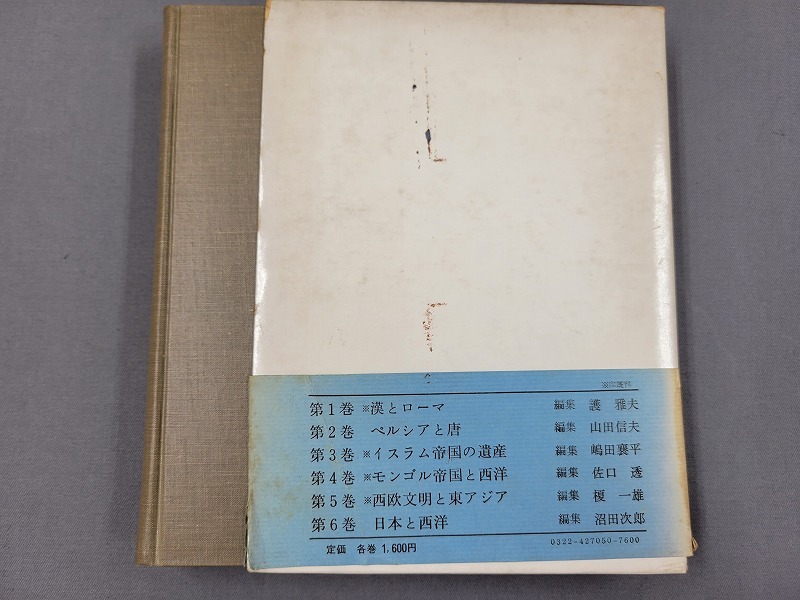 ※印既刊
第1巻 ※漢とローマ 編集 護 雅夫
第2巻 ペルシアと唐 編集 山田信夫
第3巻 ※イスラム帝国の遺産 編集 嶋田襄平
第4巻 ※モンゴル帝国と西洋 編集 佐口 透
第5巻 ※西欧文明と東アジア 編集 榎 一雄
第6巻 日本と西洋 編集 沼田次郎
定価 各巻 1,600円
0322-427050-7600